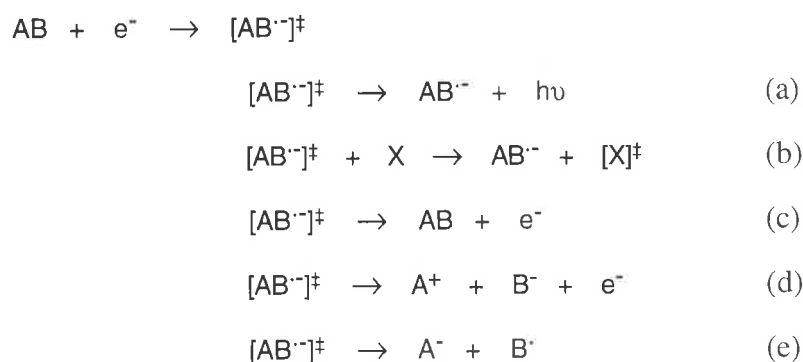 AB + e⁻ → [AB·⁻]‡
[AB·⁻]‡ → AB·⁻ + hυ (a)
[AB·⁻]‡ + X → AB·⁻ + [X]‡ (b)
[AB·⁻]‡ → AB + e⁻ (c)
[AB·⁻]‡ → A⁺ + B⁻ + e⁻ (d)
[AB·⁻]‡ → A⁻ + B· (e)